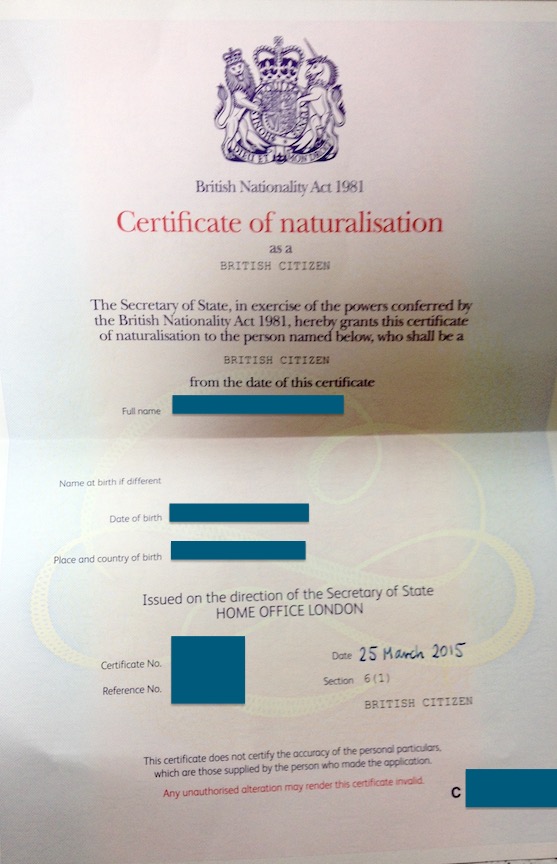 DIEU ET MON DROIT
British Nationality Act 1981
Certificate of naturalisation
as a
BRITISH CITIZEN
The Secretary of State, in exercise of the powers conferred by
the British Nationality Act 1981, hereby grants this certificate
of naturalisation to the person named below, who shall be a
BRITISH CITIZEN
from the date of this certificate
Full name
Name at birth if different
Date of birth
Place and country of birth
Issued on the direction of the Secretary of State
HOME OFFICE LONDON
Certificate No.
Reference No.
Date 25 March 2015
Section 6(1)
BRITISH CITIZEN
This certificate does not certify the accuracy of the personal particulars,
which are those supplied by the person who made the application.
Any unauthorised alteration may render this certificate invalid.
C